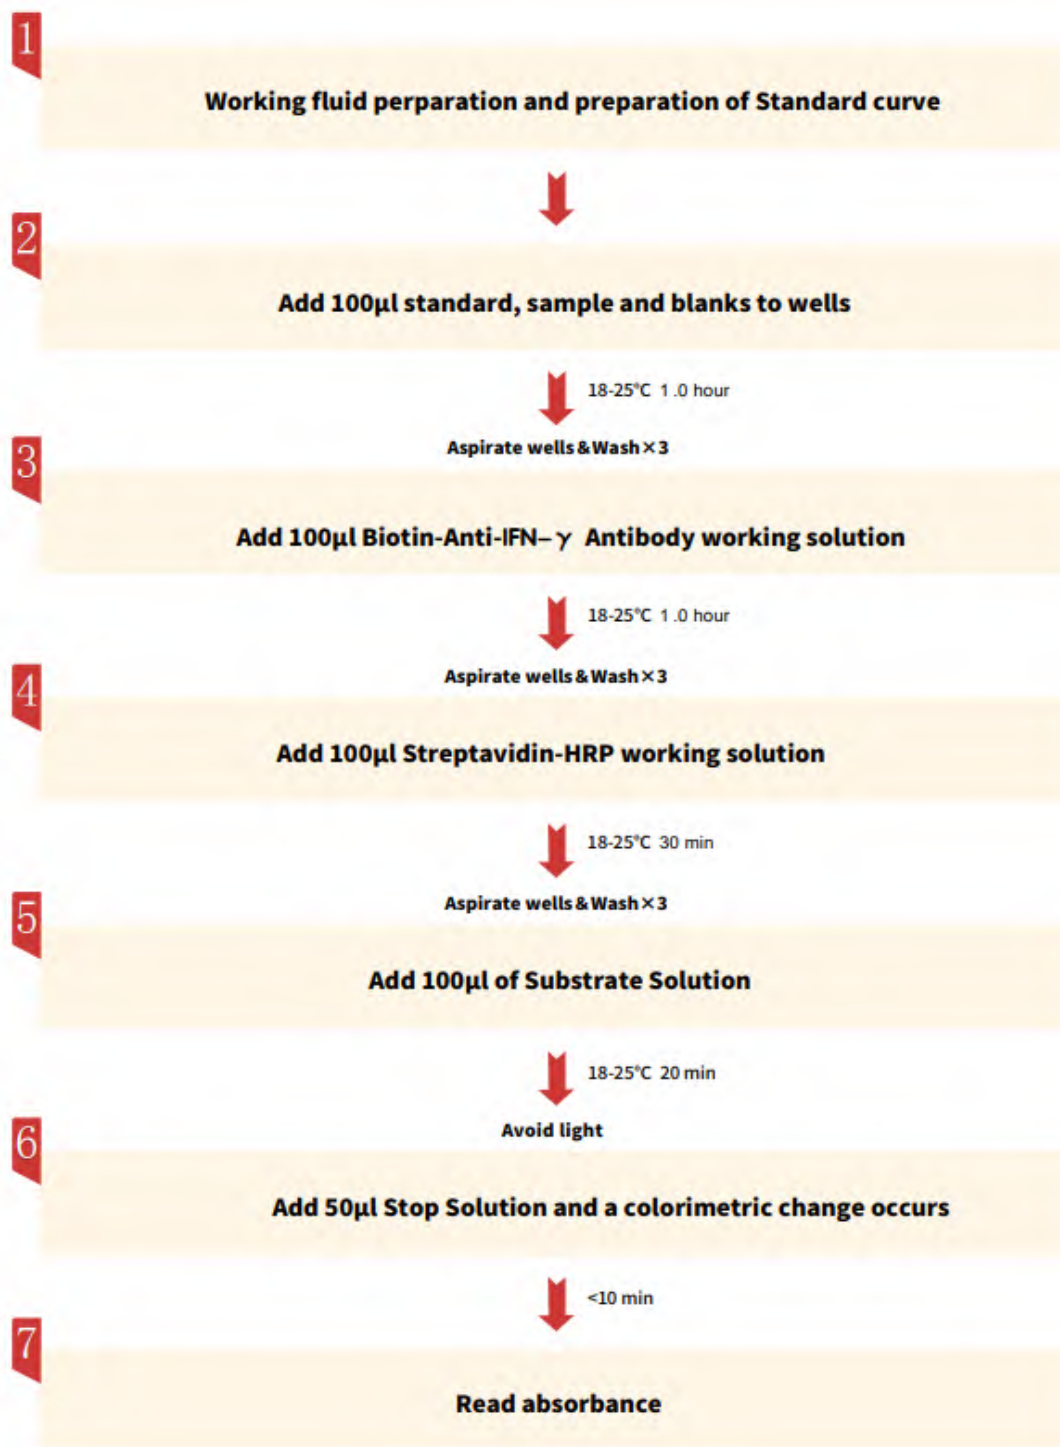 1
Working fluid perparation and preparation of Standard curve
2
Add 100μl standard, sample and blanks to wells
18-25°C 1.0 hour
Aspirate wells&Wash×3
3
Add 100μl Biotin-Anti-IFN-γ Antibody working solution
18-25°C 1.0 hour
Aspirate wells&Wash×3
4
Add 100μl Streptavidin-HRP working solution
18-25°C 30 min
Aspirate wells&Wash×3
5
Add 100μl of Substrate Solution
18-25°C 20 min
Avoid light
6
Add 50μl Stop Solution and a colorimetric change occurs
<10 min
7
Read absorbance